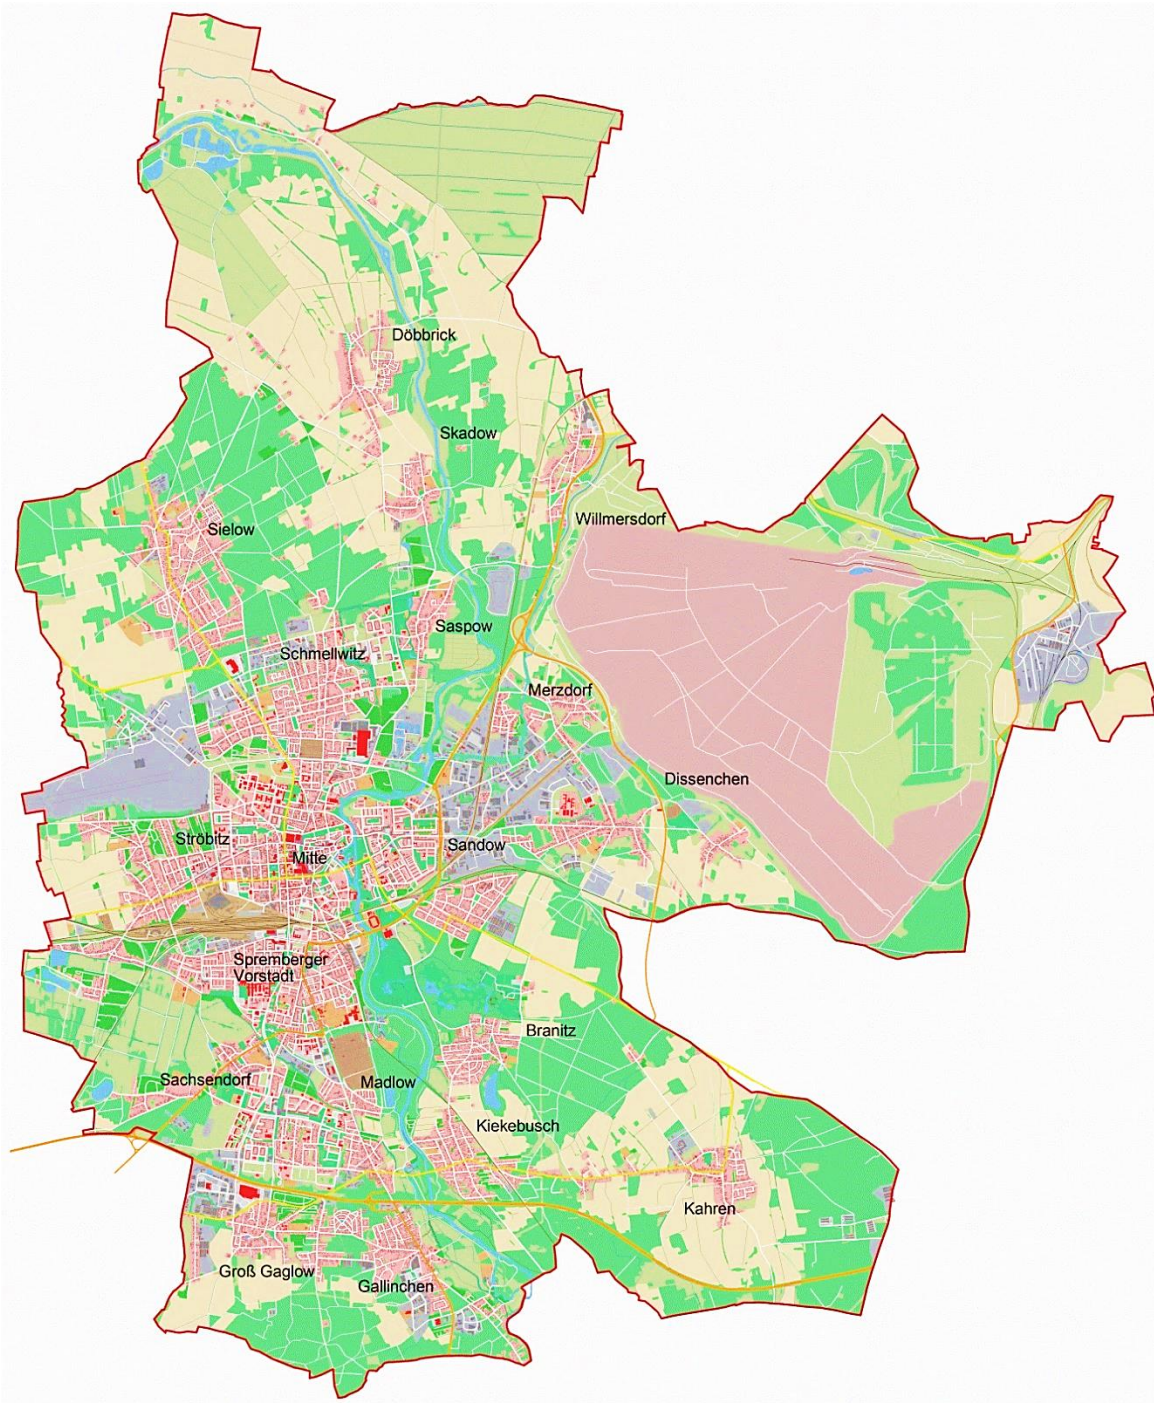 Döbbrick
Skadow
Willmersdorf
Sielow
Saspow
Schmellwitz
Merzdorf
Dissenchen
Ströbitz
Sandow
Mitte
Spremberger
Vorstadt
Branitz
Sachsendorf
Madlow
Kiekebusch
Kahren
Groß Gaglow
Gallinchen